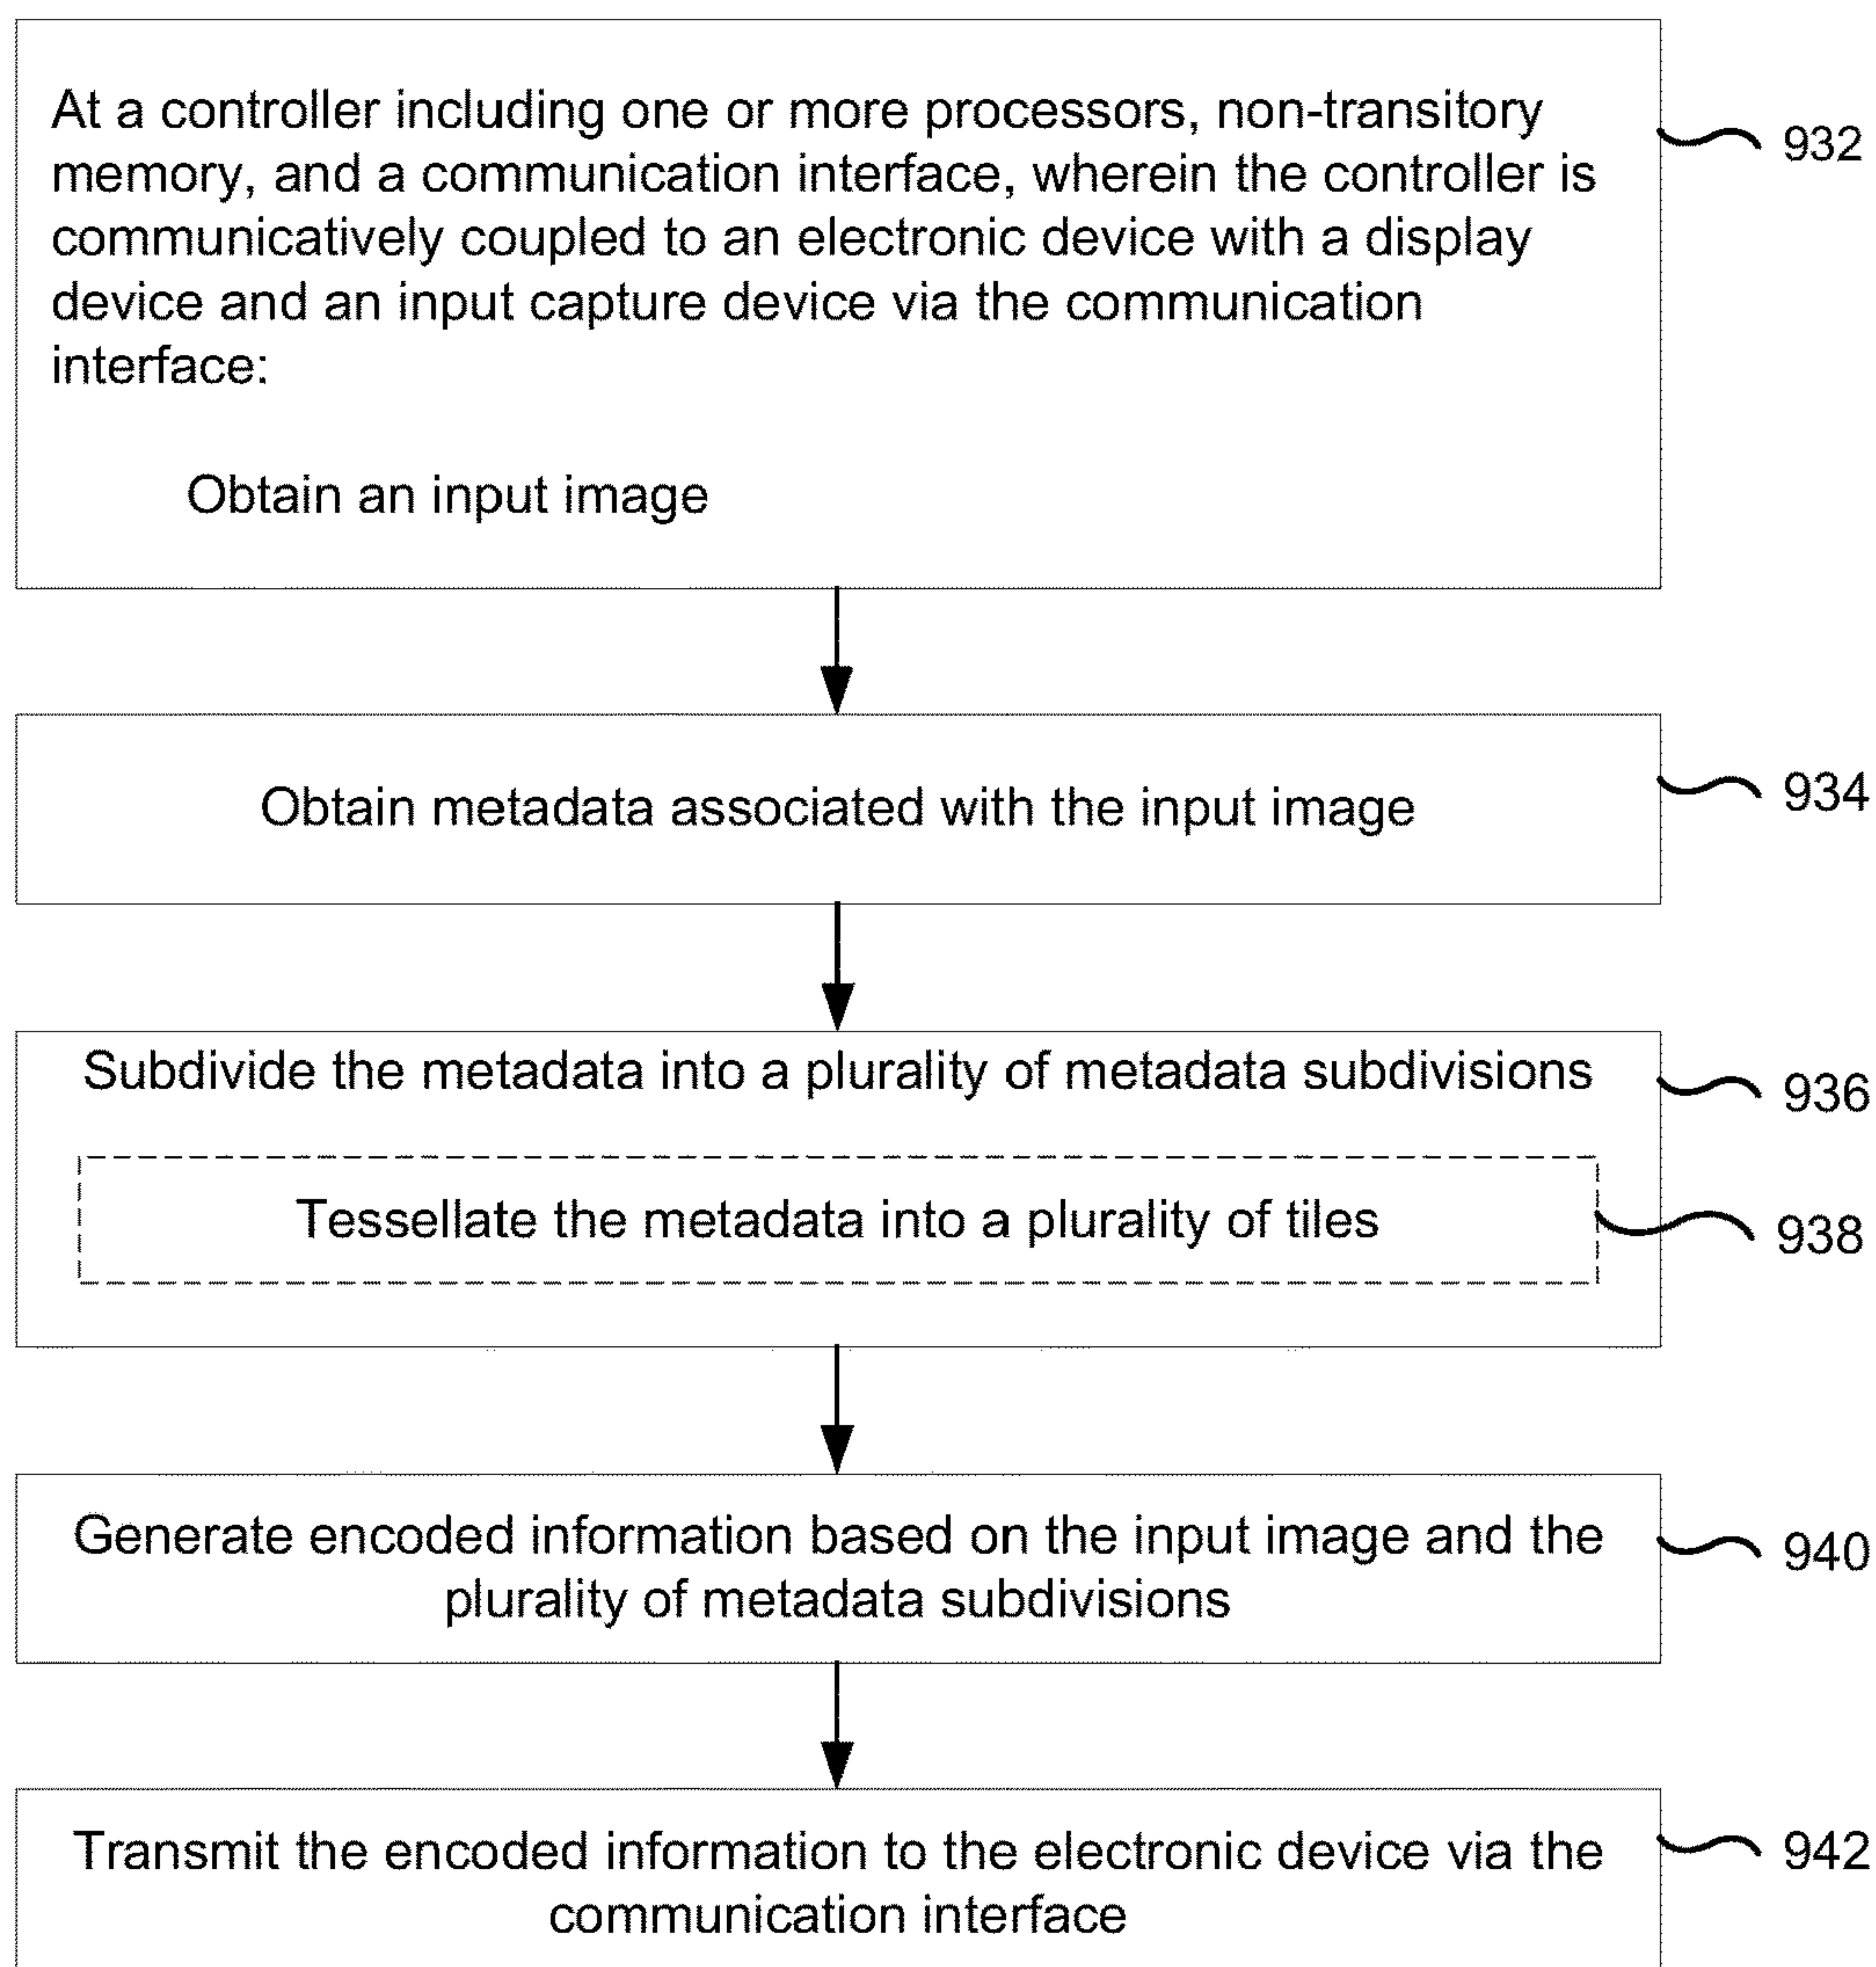 At a controller including one or more processors, non-transitory
memory, and a communication interface, wherein the controller is
communicatively coupled to an electronic device with a display
device and an input capture device via the communication
interface:
932
Obtain an input image
Obtain metadata associated with the input image
934
Subdivide the metadata into a plurality of metadata subdivisions
936
Tessellate the metadata into a plurality of tiles
938
Generate encoded information based on the input image and the
plurality of metadata subdivisions
940
Transmit the encoded information to the electronic device via the
communication interface
942